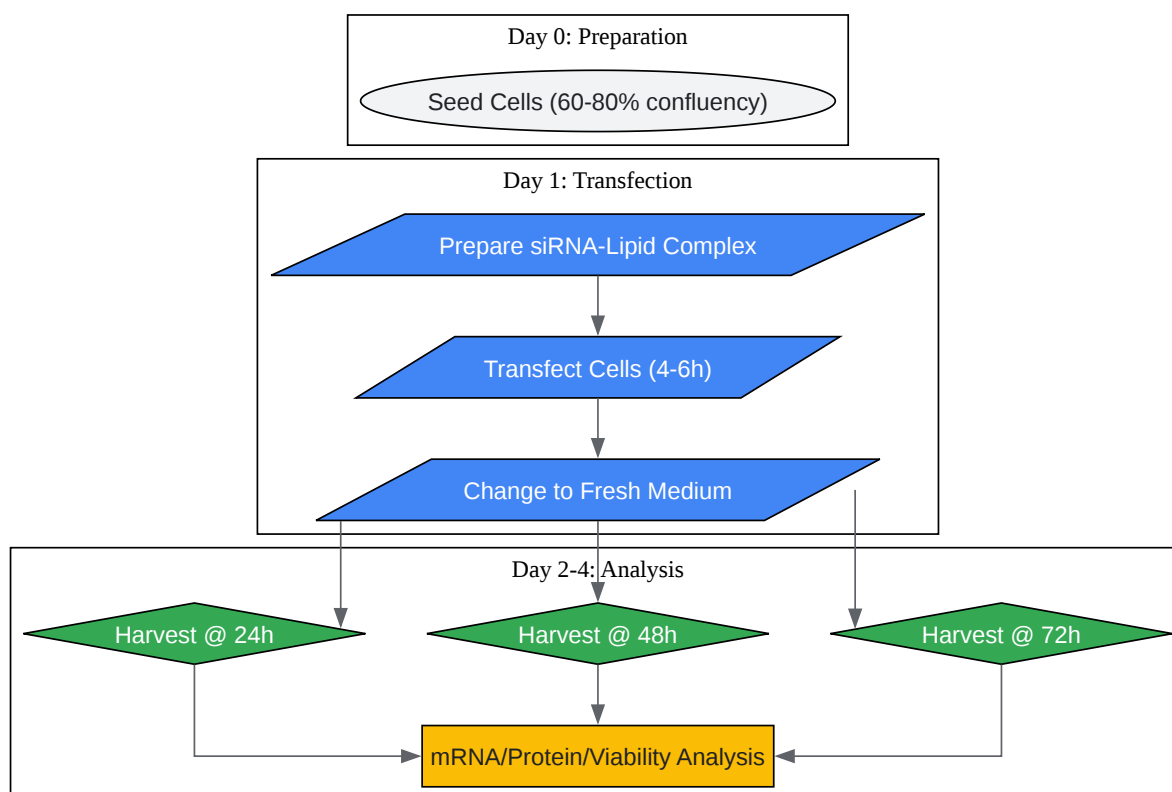 Day 0: Preparation
Seed Cells (60-80% confluency)
Day 1: Transfection
Prepare siRNA-Lipid Complex
Transfect Cells (4-6h)
Change to Fresh Medium
Day 2-4: Analysis
Harvest @ 24h
Harvest @ 48h
Harvest @ 72h
mRNA/Protein/Viability Analysis